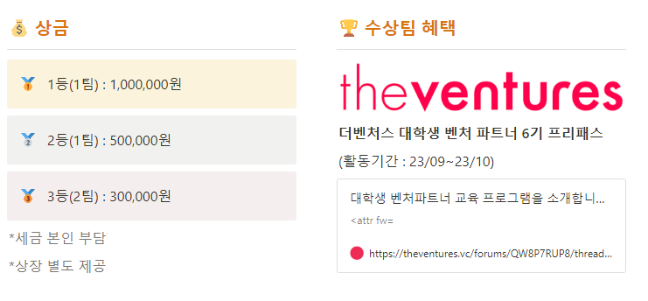 상금
1등(1팀) : 1,000,000원
2등(1팀) : 500,000원
3등(2팀) : 300,000원
*세금 본인 부담
*상장 별도 제공
수상팀 혜택
theventures
더벤처스 대학생 벤처 파트너 6기 프리패스
(활동기간 : 23/09~23/10)
대학생 벤처파트너 교육 프로그램을 소개합니...
<attr fw=
https://theventures.vc/forums/QW8P7RUP8/thread...